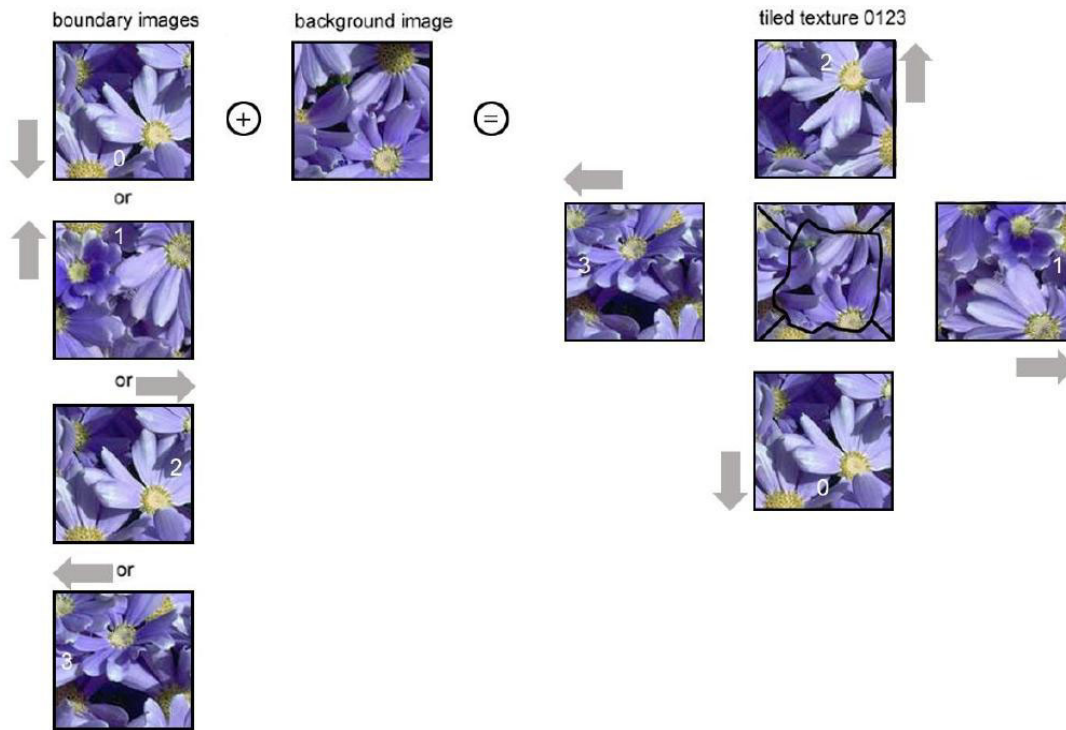 boundary images
background image
tiled texture 0123
+
=
0
or
1
or
2
or
3
2
3
1
0